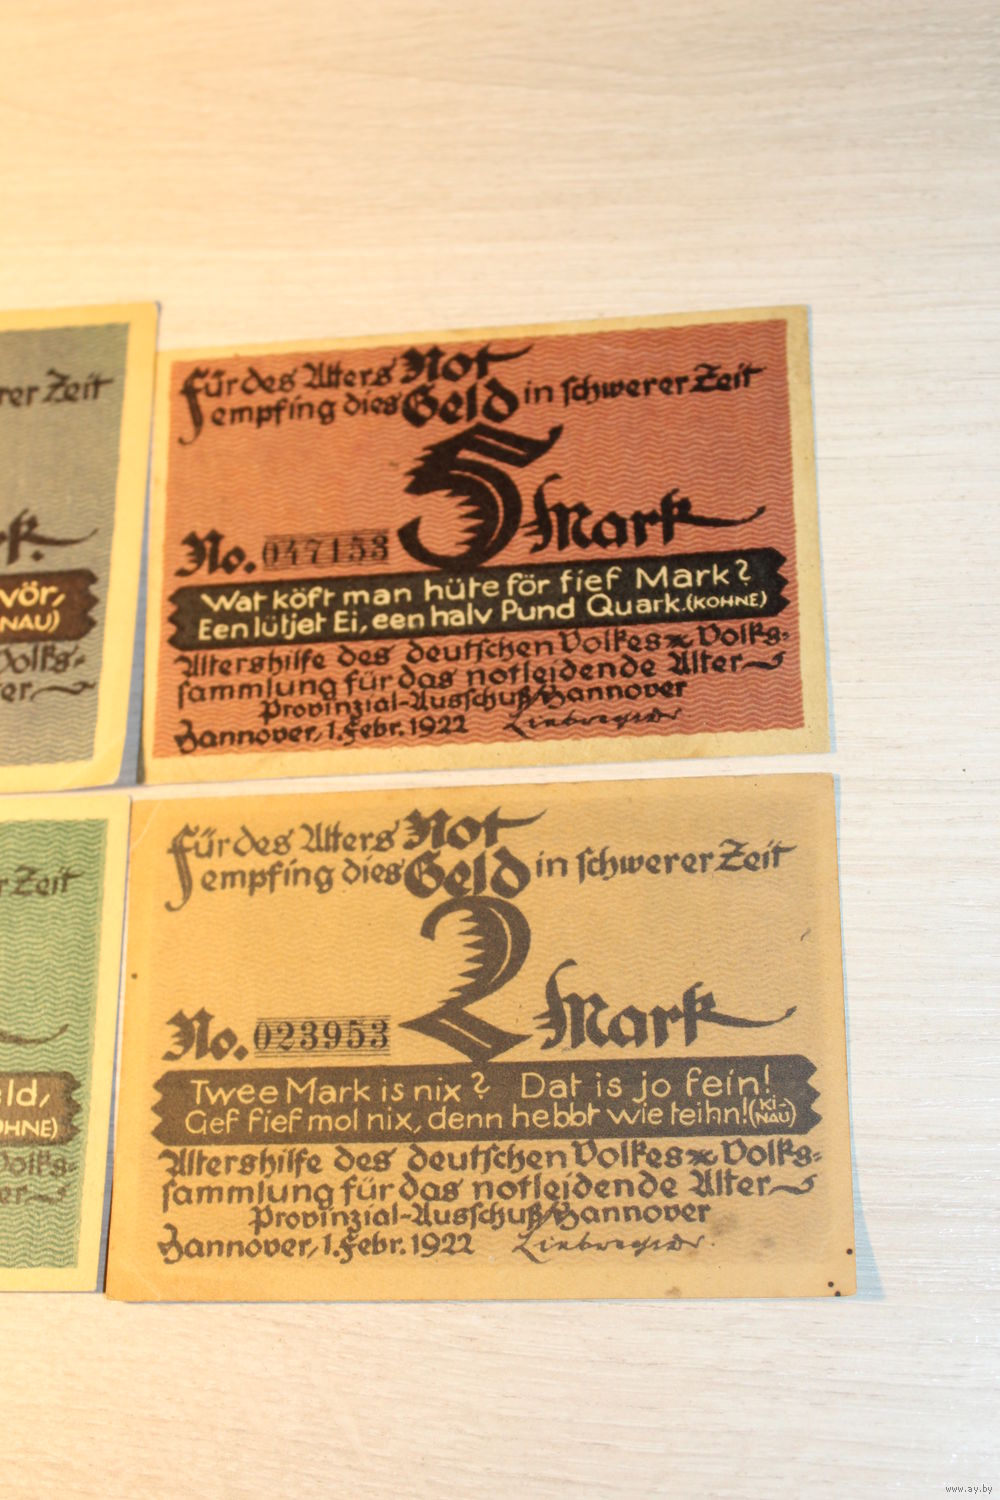 rer Zeit
rk.
vör,
NAU)
Volks-
er
Für des Alters Not
empfing dies Geld in schwerer Zeit
5 Mark
No. 047153
Wat köft man hüte för fief Mark?
Een lütjet Ei, een halv Pund Quark. (KOHNE)
Altershilfe des deutschen Volkes Volks-
sammlung für das notleidende Alter
Provinzial-Ausschuß/Hannover
Hannover, 1. Febr. 1922
r Zeit
eld,
OHNE)
Volks-
er
Für des Alters Not
empfing dies Geld in schwerer Zeit
2 Mark
No. 023953
Twee Mark is nix? Dat is jo fein!
Gef fief mol nix, denn hebbt wie teihn! (KI-
NAU)
Altershilfe des deutschen Volkes Volks-
sammlung für das notleidende Alter
Provinzial-Ausschuß/Hannover
Hannover, 1. Febr. 1922
www.ay.by